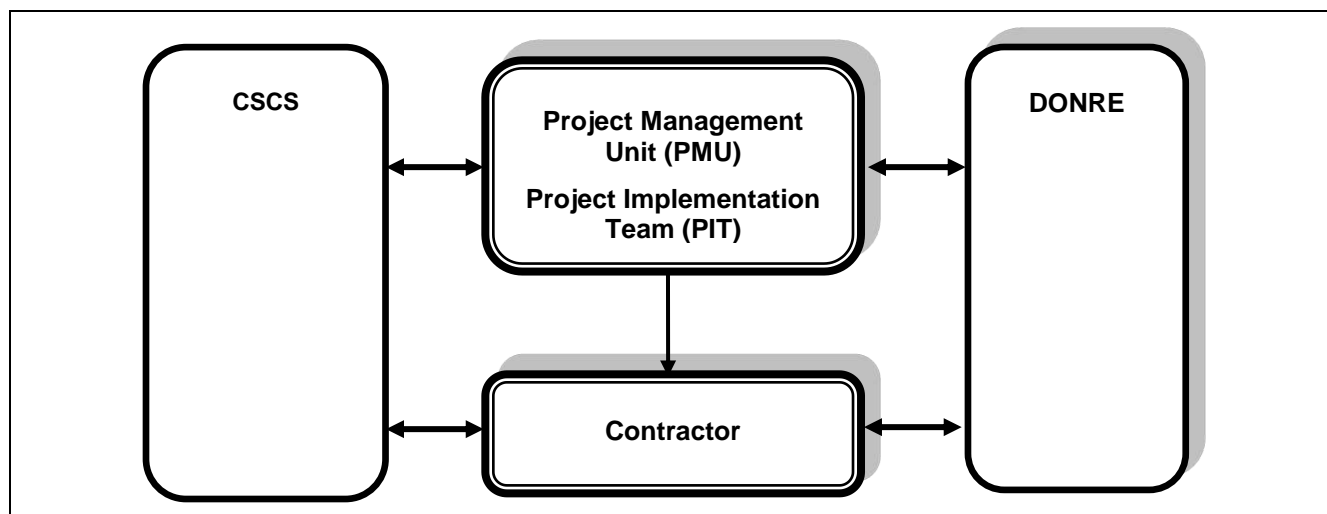 CSCS
Project Management
Unit (PMU)
Project Implementation
Team (PIT)
DONRE
Contractor